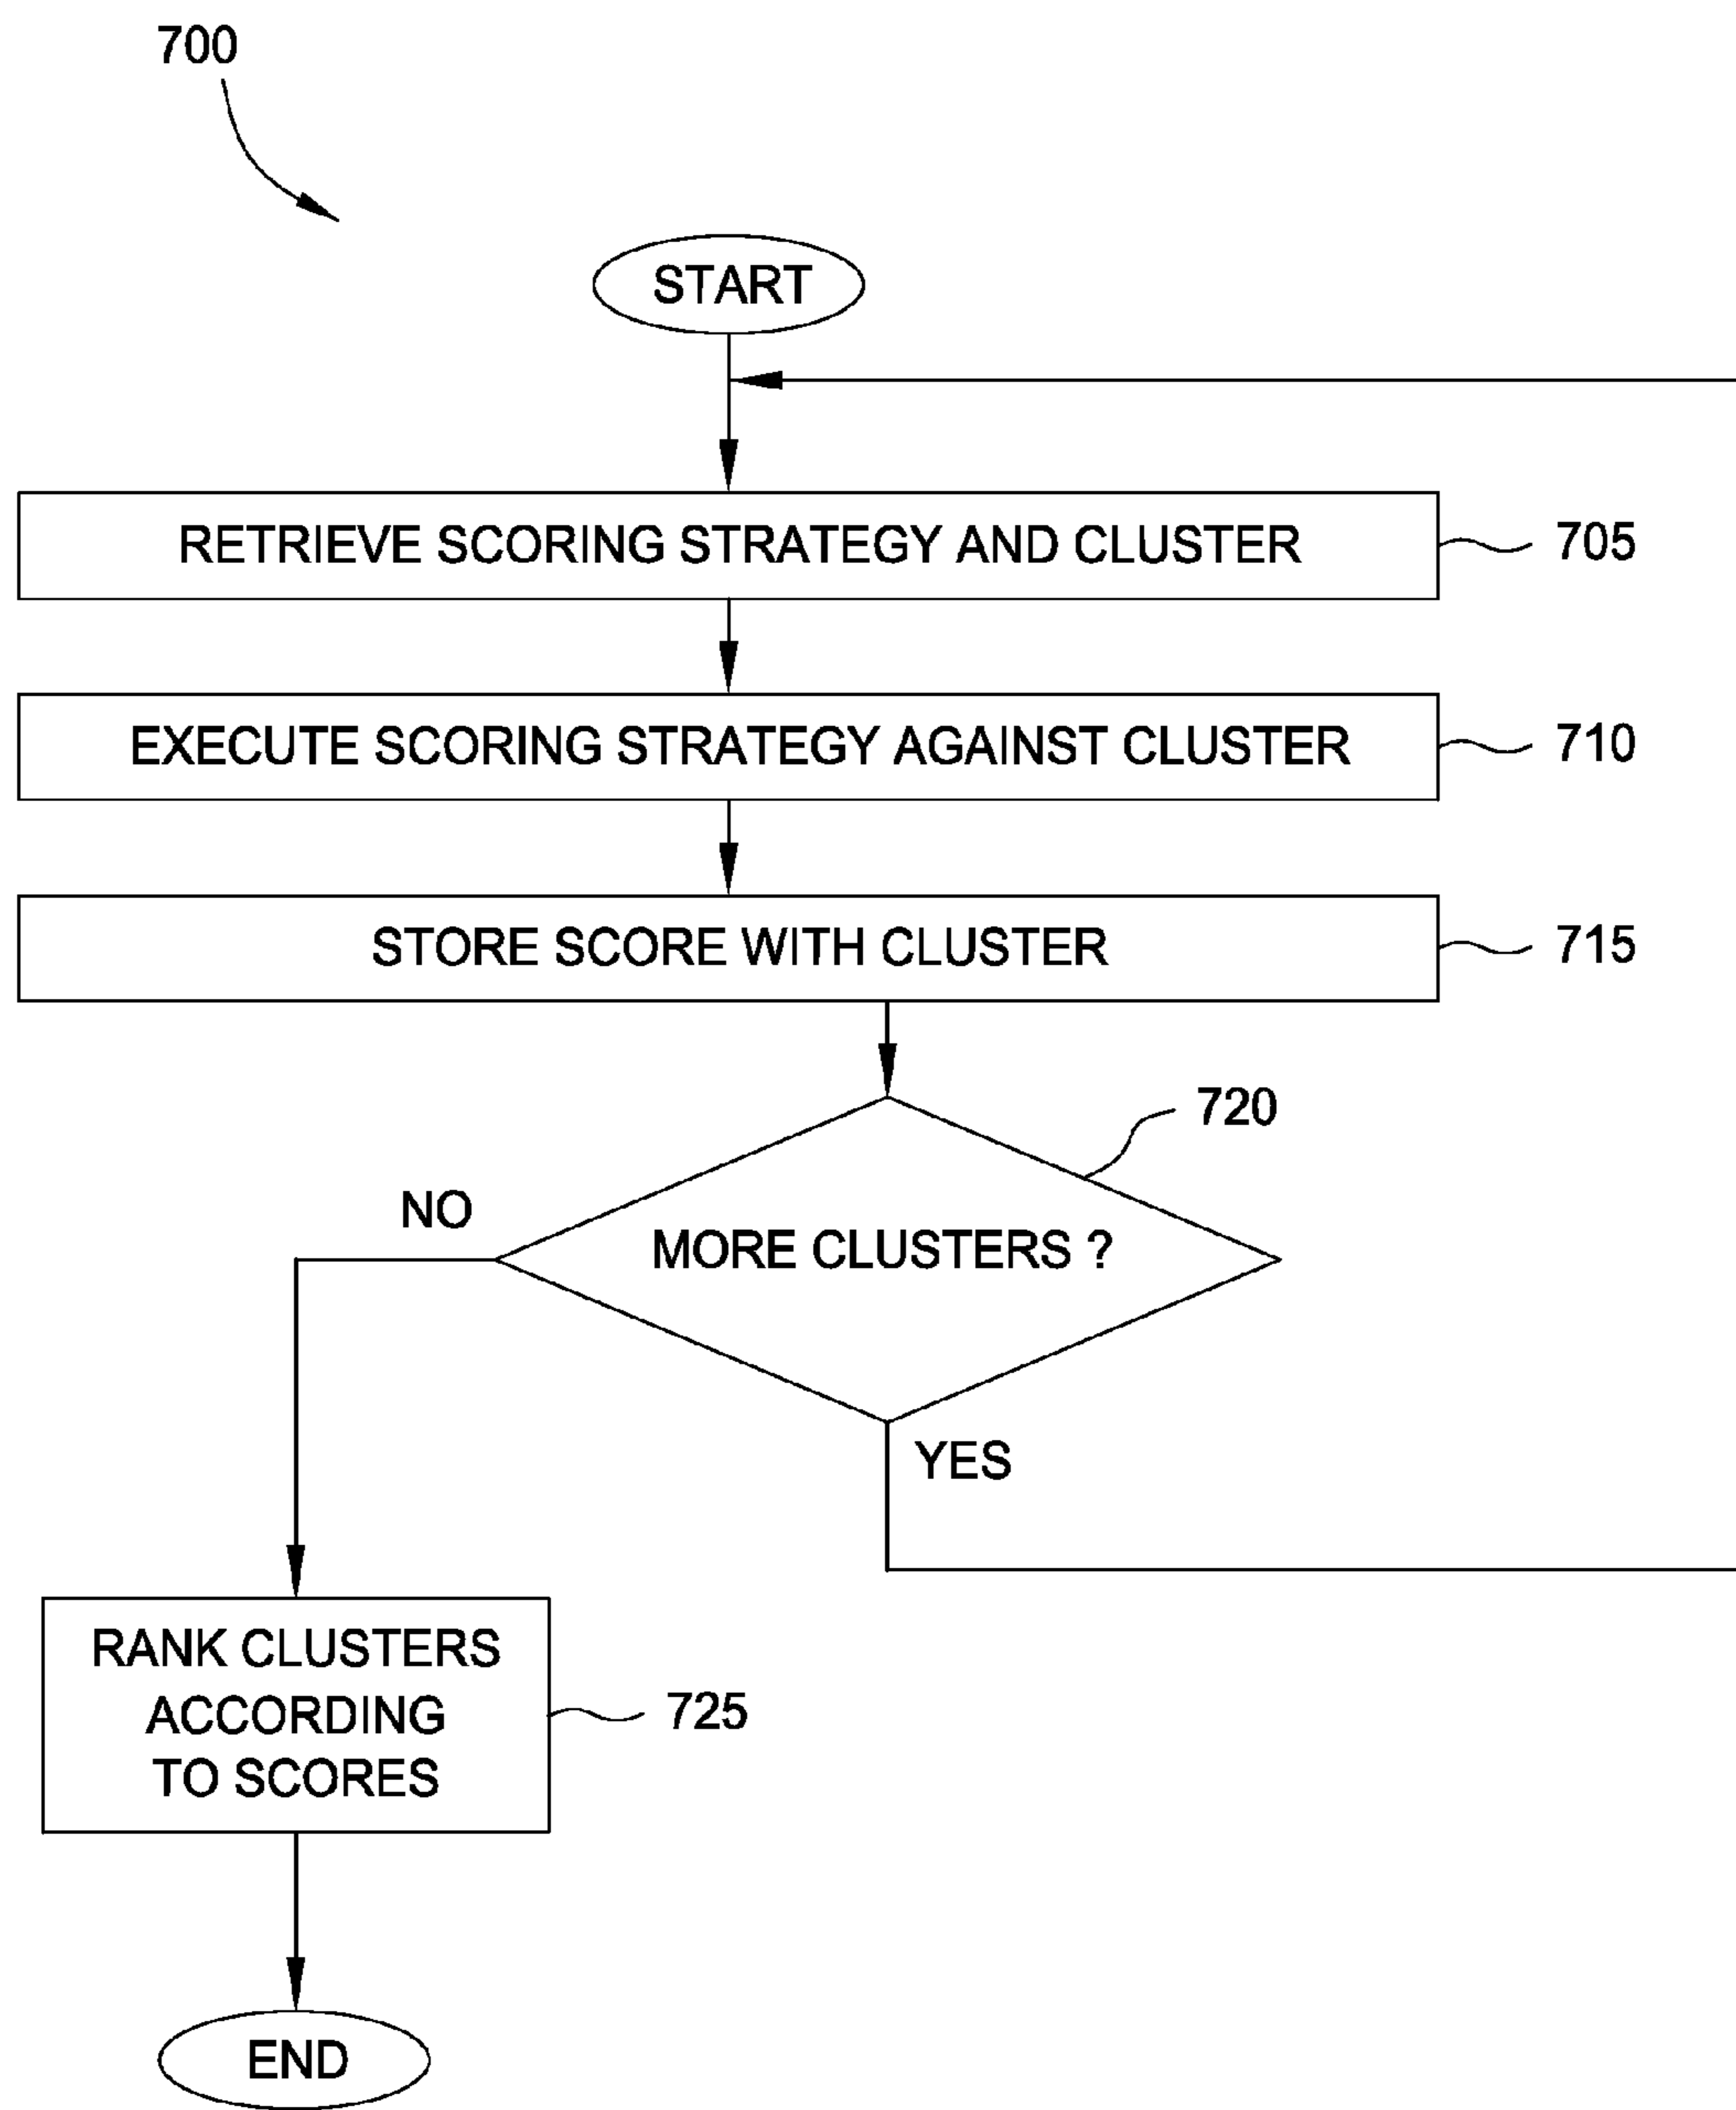 700
START
RETRIEVE SCORING STRATEGY AND CLUSTER
705
EXECUTE SCORING STRATEGY AGAINST CLUSTER
710
STORE SCORE WITH CLUSTER
715
720
NO
MORE CLUSTERS ?
YES
RANK CLUSTERS
ACCORDING
TO SCORES
725
END